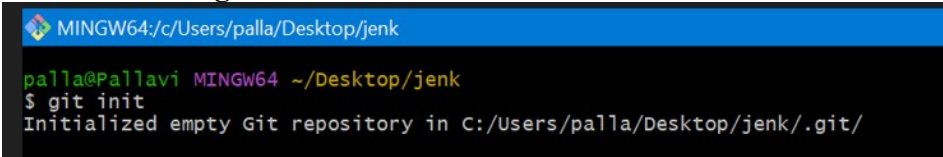 MINGW64:/c/Users/palla/Desktop/jenk
palla@Pallavi MINGW64 ~/Desktop/jenk
$ git init
Initialized empty Git repository in C:/Users/palla/Desktop/jenk/.git/